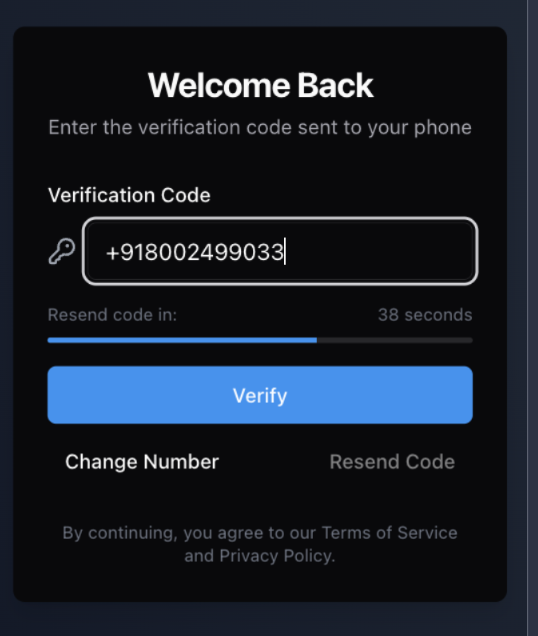 Welcome Back
Enter the verification code sent to your phone
Verification Code
+918002499033
Resend code in: 38 seconds
Verify
Change Number Resend Code
By continuing, you agree to our Terms of Service
and Privacy Policy.